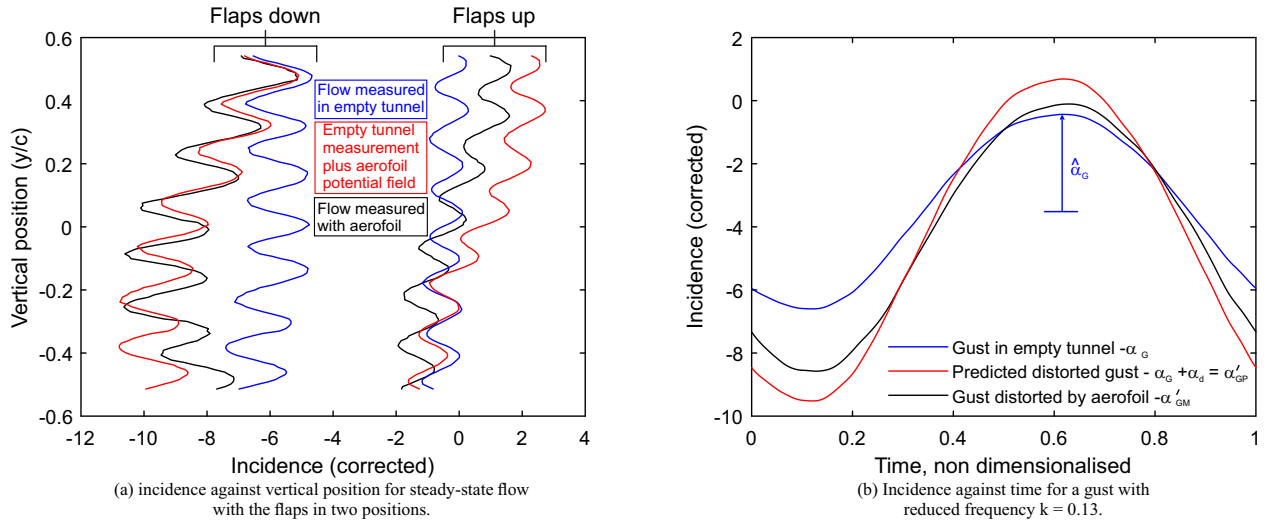 Flaps down
Flaps up
0.6
0.4
0.2
0
-0.2
-0.4
-0.6
Vertical position (y/c)
Flow measured
in empty tunnel
Empty tunnel
measurement
plus aerofoil
potential field
Flow measured
with aerofoil
-12
-10
-8
-6
-4
-2
0
2
4
Incidence (corrected)
(a) incidence against vertical position for steady-state flow
with the flaps in two positions.
2
0
-2
-4
-6
-8
-10
Incidence (corrected)
α̂G
Gust in empty tunnel -αG
Predicted distorted gust - αG +αd = α′GP
Gust distorted by aerofoil -α′GM
0
0.2
0.4
0.6
0.8
1
Time, non dimensionalised
(b) Incidence against time for a gust with
reduced frequency k = 0.13.